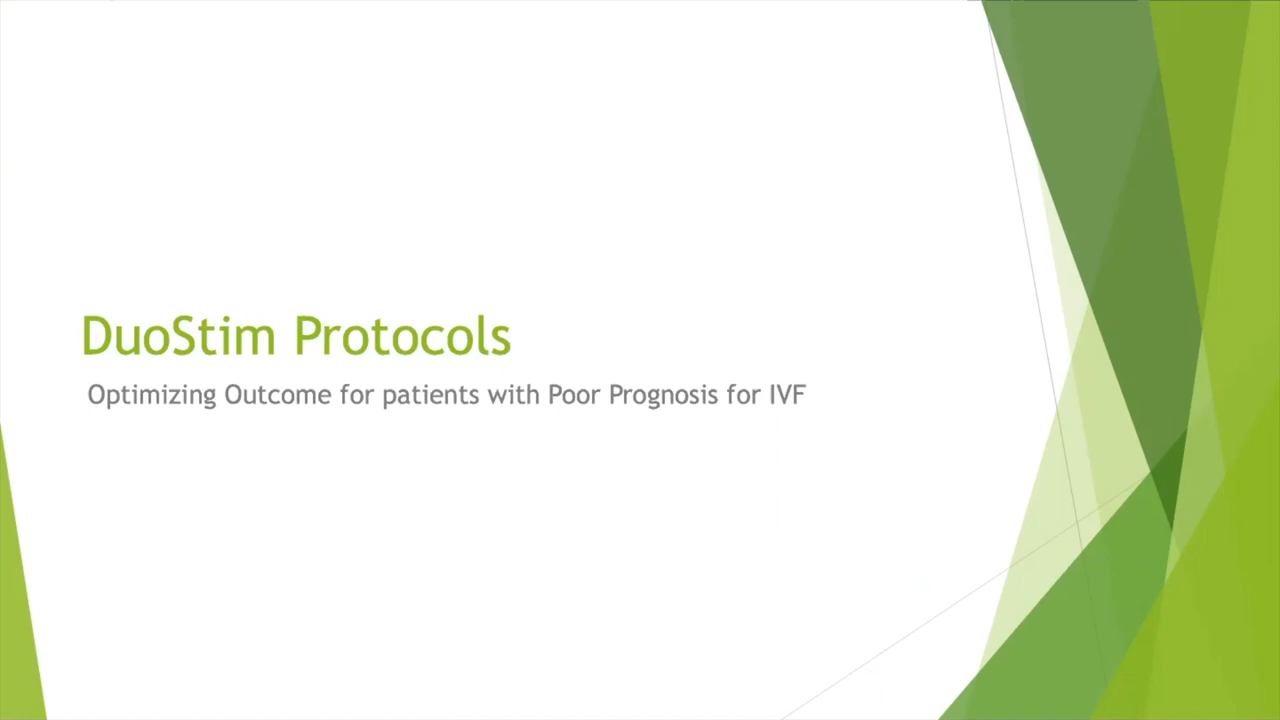 DuoStim Protocols
Optimizing Outcome for patients with Poor Prognosis for IVF